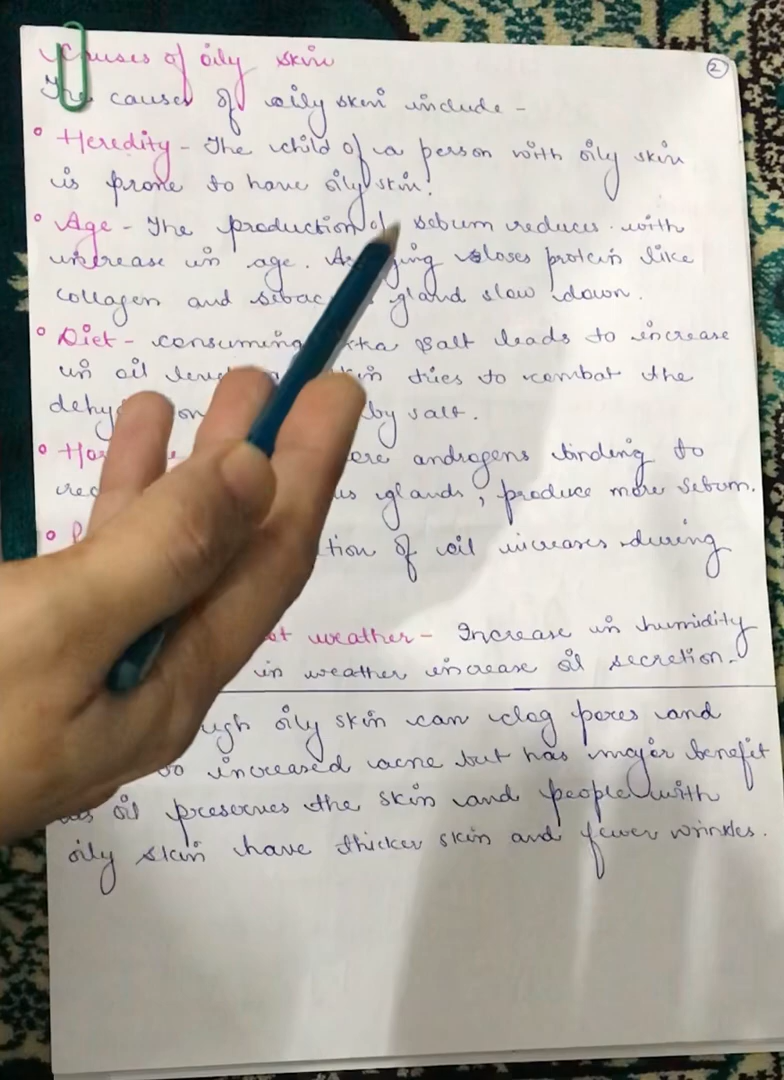 Causes of oily skin
2
The causes of oily skin include -
• Heredity - The child of a person with oily skin
is prone to have oily skin.
• Age - The production of sebum reduces with
increase in age. loses protein like
collagen and gland slow down.
• Diet - consuming salt leads to increase
in oil tries to combat the
by salt.
androgens binding to
glands, produce more sebum.
of oil increases during
weather - Increase in humidity
in weather increase oil secretion.
oily skin can clog pores and
increased acne but has major benefit
as oil preserves the skin and people with
oily skin have thicker skin and fewer wrinkles.